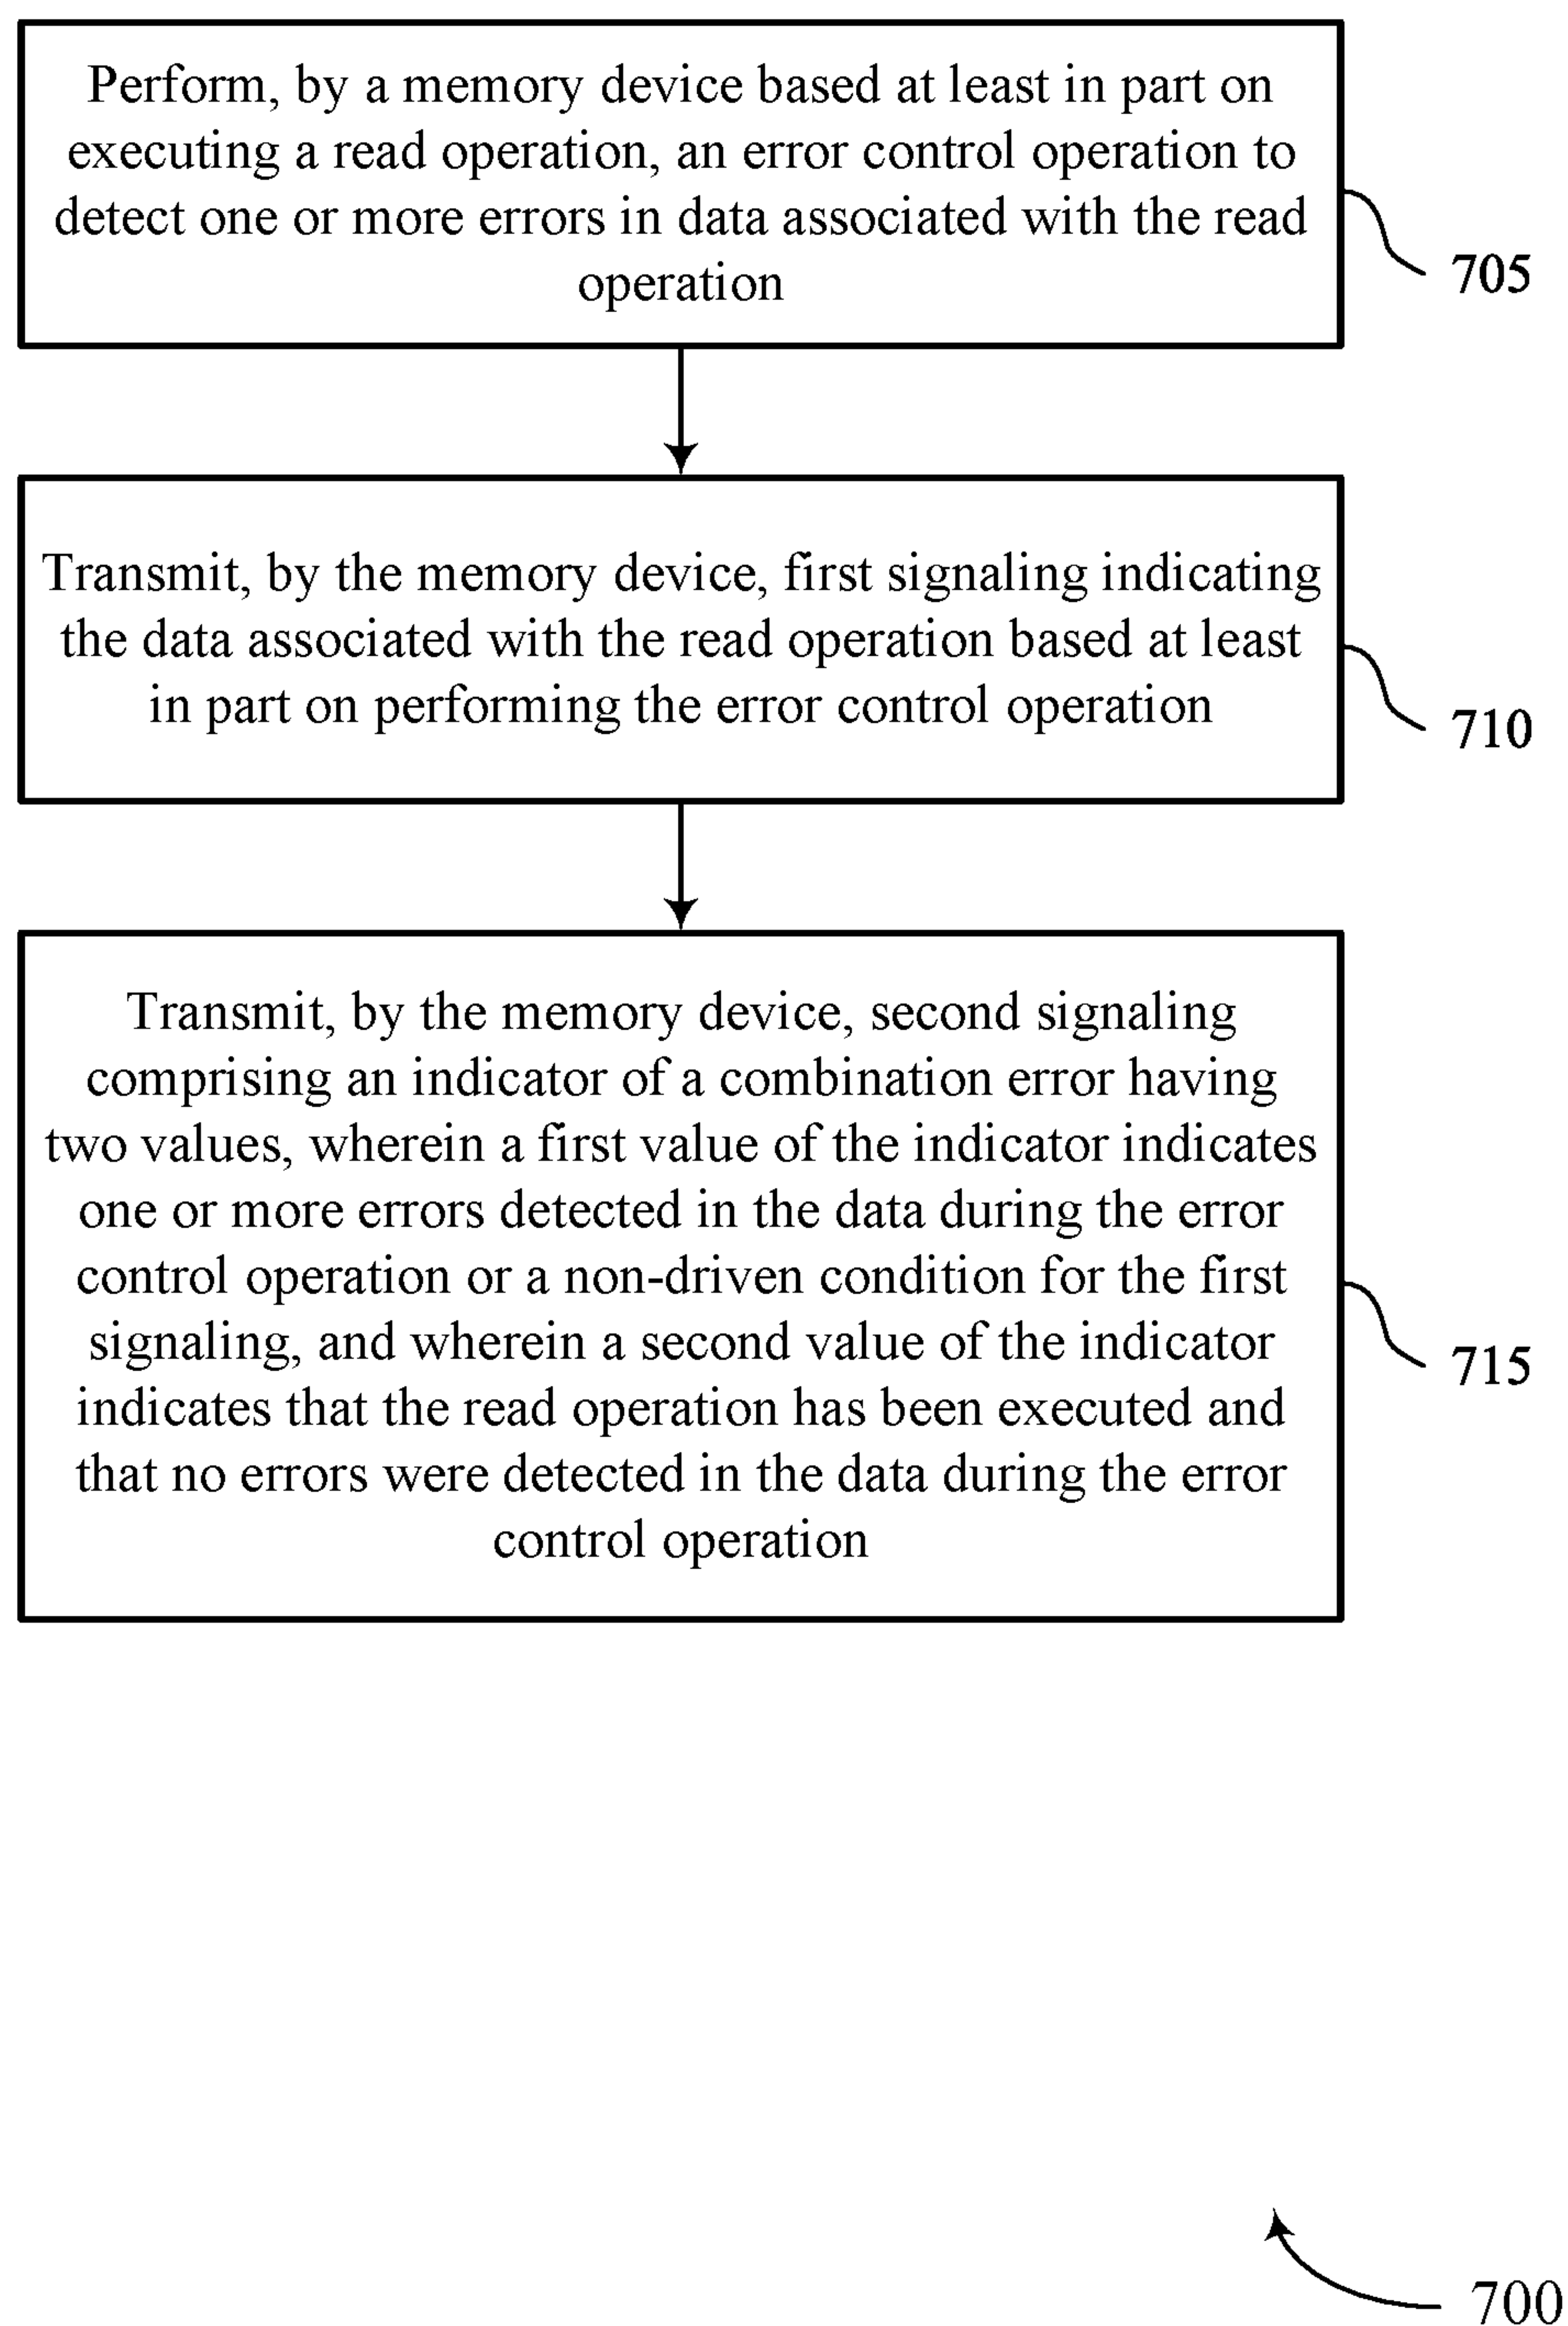 Perform, by a memory device based at least in part on
executing a read operation, an error control operation to
detect one or more errors in data associated with the read
operation
705
Transmit, by the memory device, first signaling indicating
the data associated with the read operation based at least
in part on performing the error control operation
710
Transmit, by the memory device, second signaling
comprising an indicator of a combination error having
two values, wherein a first value of the indicator indicates
one or more errors detected in the data during the error
control operation or a non-driven condition for the first
signaling, and wherein a second value of the indicator
indicates that the read operation has been executed and
that no errors were detected in the data during the error
control operation
715
700